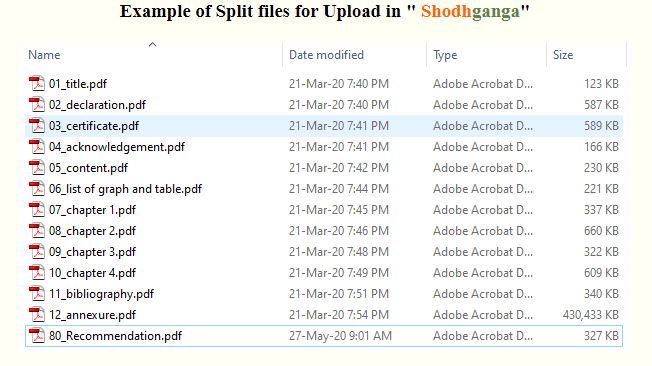 Example of Split files for Upload in " Shodhganga"
Name Date modified Type Size
01_title.pdf 21-Mar-20 7:40 PM Adobe Acrobat D... 123 KB
02_declaration.pdf 21-Mar-20 7:40 PM Adobe Acrobat D... 587 KB
03_certificate.pdf 21-Mar-20 7:41 PM Adobe Acrobat D... 589 KB
04_acknowledgement.pdf 21-Mar-20 7:41 PM Adobe Acrobat D... 166 KB
05_content.pdf 21-Mar-20 7:42 PM Adobe Acrobat D... 230 KB
06_list of graph and table.pdf 21-Mar-20 7:44 PM Adobe Acrobat D... 221 KB
07_chapter 1.pdf 21-Mar-20 7:45 PM Adobe Acrobat D... 337 KB
08_chapter 2.pdf 21-Mar-20 7:46 PM Adobe Acrobat D... 660 KB
09_chapter 3.pdf 21-Mar-20 7:48 PM Adobe Acrobat D... 322 KB
10_chapter 4.pdf 21-Mar-20 7:49 PM Adobe Acrobat D... 609 KB
11_bibliography.pdf 21-Mar-20 7:51 PM Adobe Acrobat D... 340 KB
12_annexure.pdf 21-Mar-20 7:54 PM Adobe Acrobat D... 430,433 KB
80_Recommendation.pdf 27-May-20 9:01 AM Adobe Acrobat D... 327 KB